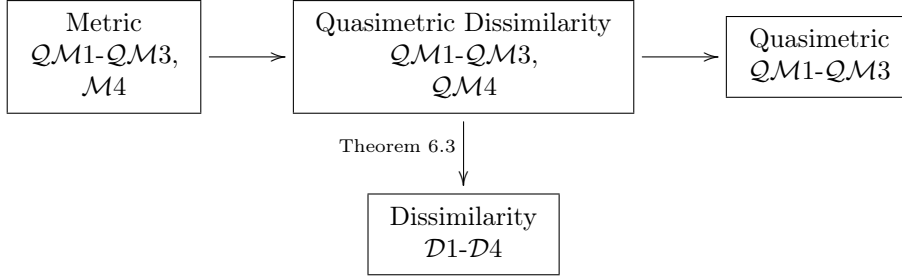 Metric
𝒬ℳ1-𝒬ℳ3,
ℳ4
Quasimetric Dissimilarity
𝒬ℳ1-𝒬ℳ3,
𝒬ℳ4
Quasimetric
𝒬ℳ1-𝒬ℳ3
Theorem 6.3
Dissimilarity
𝒟1-𝒟4